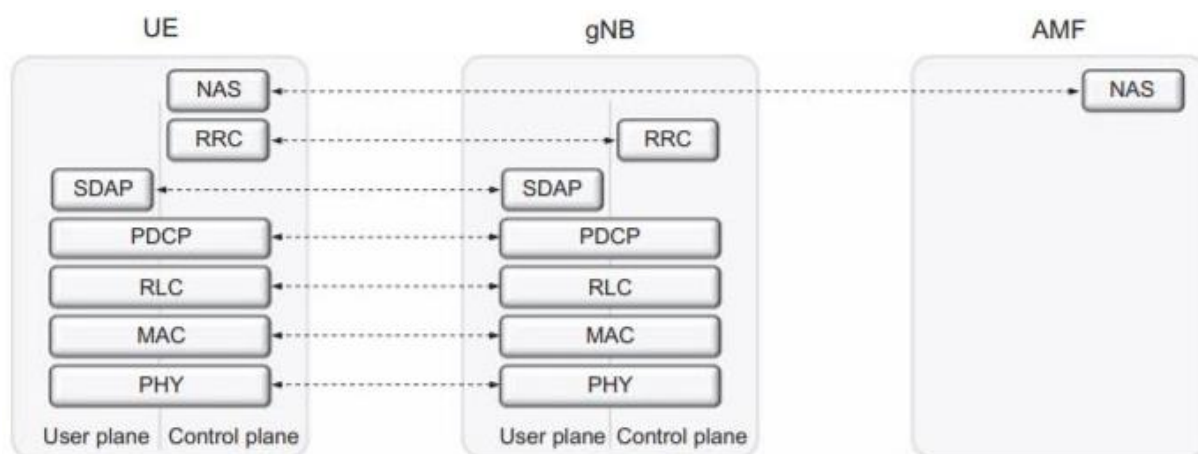 UE gNB AMF
NAS NAS
RRC RRC
SDAP SDAP
PDCP PDCP
RLC RLC
MAC MAC
PHY PHY
User plane Control plane User plane Control plane